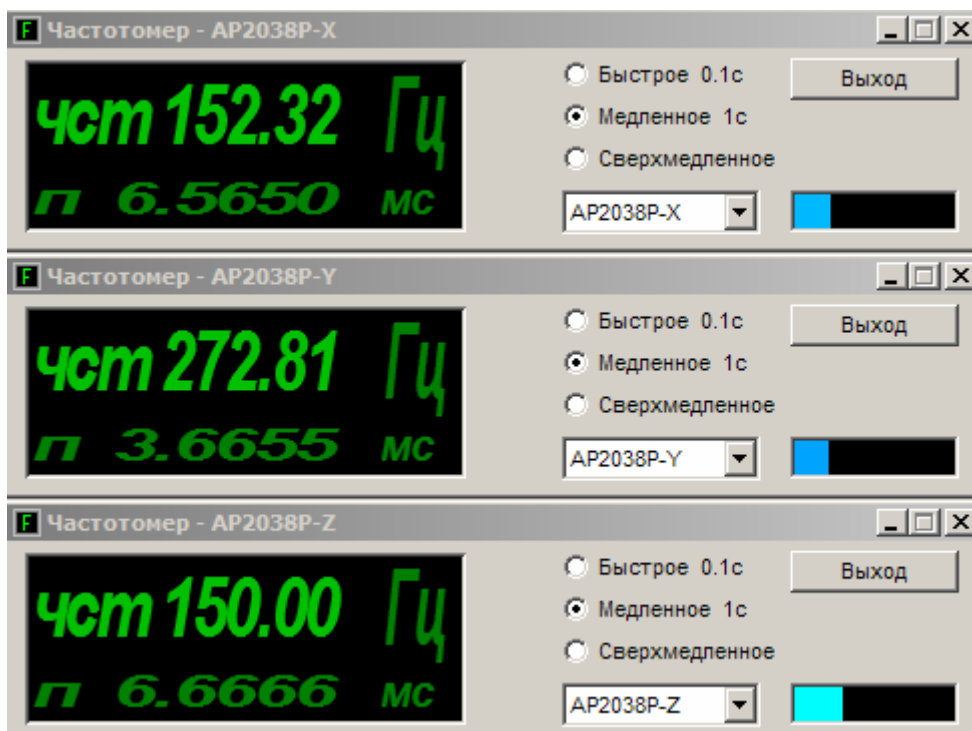 Частотомер - AP2038P-X
чст 152.32 Гц
п 6.5650 мс
Быстрое 0.1с
Медленное 1с
Сверхмедленное
Выход
AP2038P-X
Частотомер - AP2038P-Y
чст 272.81 Гц
п 3.6655 мс
Быстрое 0.1с
Медленное 1с
Сверхмедленное
Выход
AP2038P-Y
Частотомер - AP2038P-Z
чст 150.00 Гц
п 6.6666 мс
Быстрое 0.1с
Медленное 1с
Сверхмедленное
Выход
AP2038P-Z